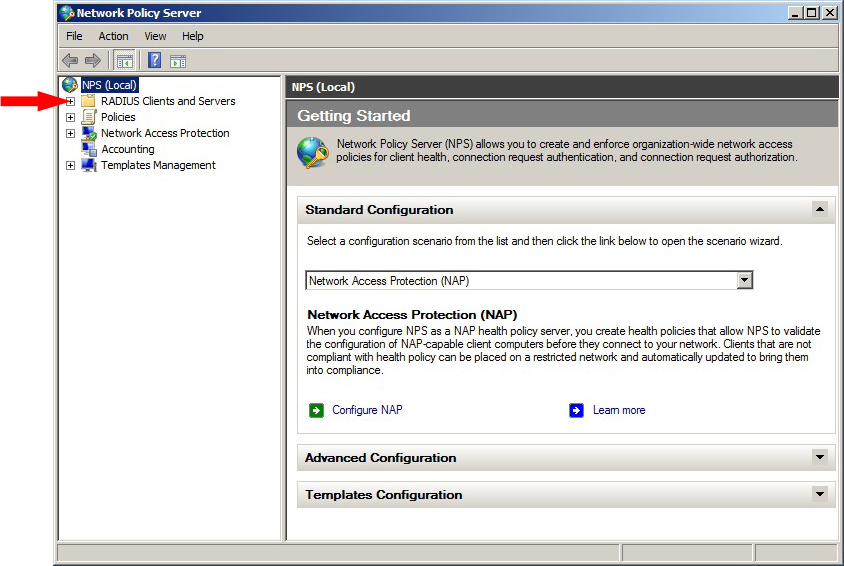 Network Policy Server
File Action View Help
NPS (Local)
RADIUS Clients and Servers
Policies
Network Access Protection
Accounting
Templates Management
NPS (Local)
Getting Started
Network Policy Server (NPS) allows you to create and enforce organization-wide network access
policies for client health, connection request authentication, and connection request authorization.
Standard Configuration
Select a configuration scenario from the list and then click the link below to open the scenario wizard.
Network Access Protection (NAP)
Network Access Protection (NAP)
When you configure NPS as a NAP health policy server, you create health policies that allow NPS to validate
the configuration of NAP-capable client computers before they connect to your network. Clients that are not
compliant with health policy can be placed on a restricted network and automatically updated to bring them
into compliance.
Configure NAP Learn more
Advanced Configuration
Templates Configuration